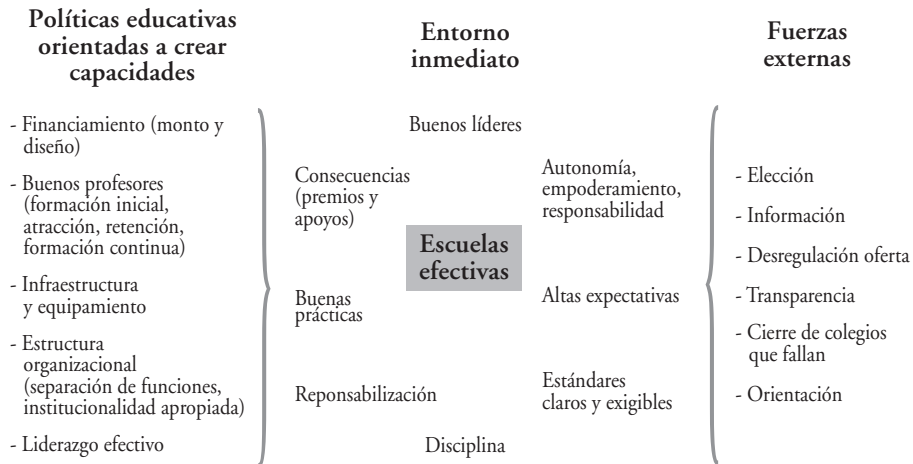 Políticas educativas
orientadas a crear
capacidades
- Financiamiento (monto y
diseño)
- Buenos profesores
(formación inicial,
atracción, retención,
formación continua)
- Infraestructura
y equipamiento
- Estructura
organizacional
(separación de funciones,
institucionalidad apropiada)
- Liderazgo efectivo
Entorno
inmediato
Buenos líderes
Consecuencias
(premios y
apoyos)
Autonomía,
empoderamiento,
responsabilidad
Escuelas
efectivas
Buenas
prácticas
Altas expectativas
Reponsabilización
Estándares
claros y exigibles
Disciplina
Fuerzas
externas
- Elección
- Información
- Desregulación oferta
- Transparencia
- Cierre de colegios
que fallan
- Orientación